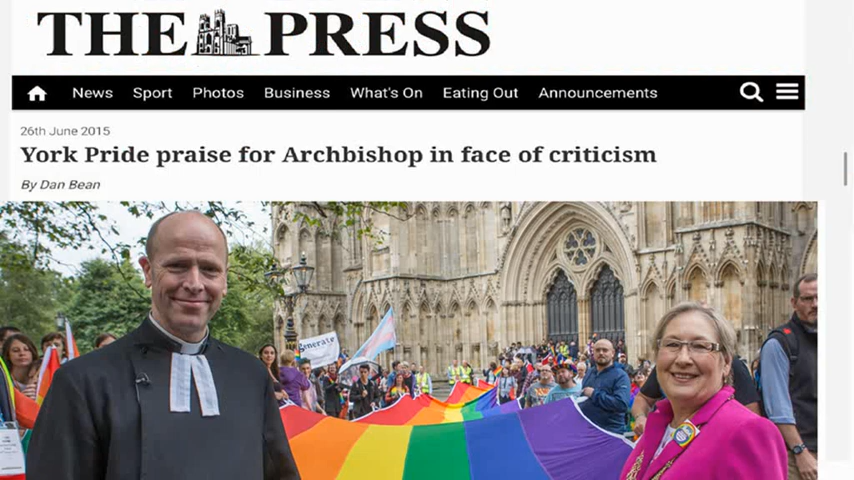 THE PRESS
News Sport Photos Business What's On Eating Out Announcements
26th June 2015
York Pride praise for Archbishop in face of criticism
By Dan Bean
generate